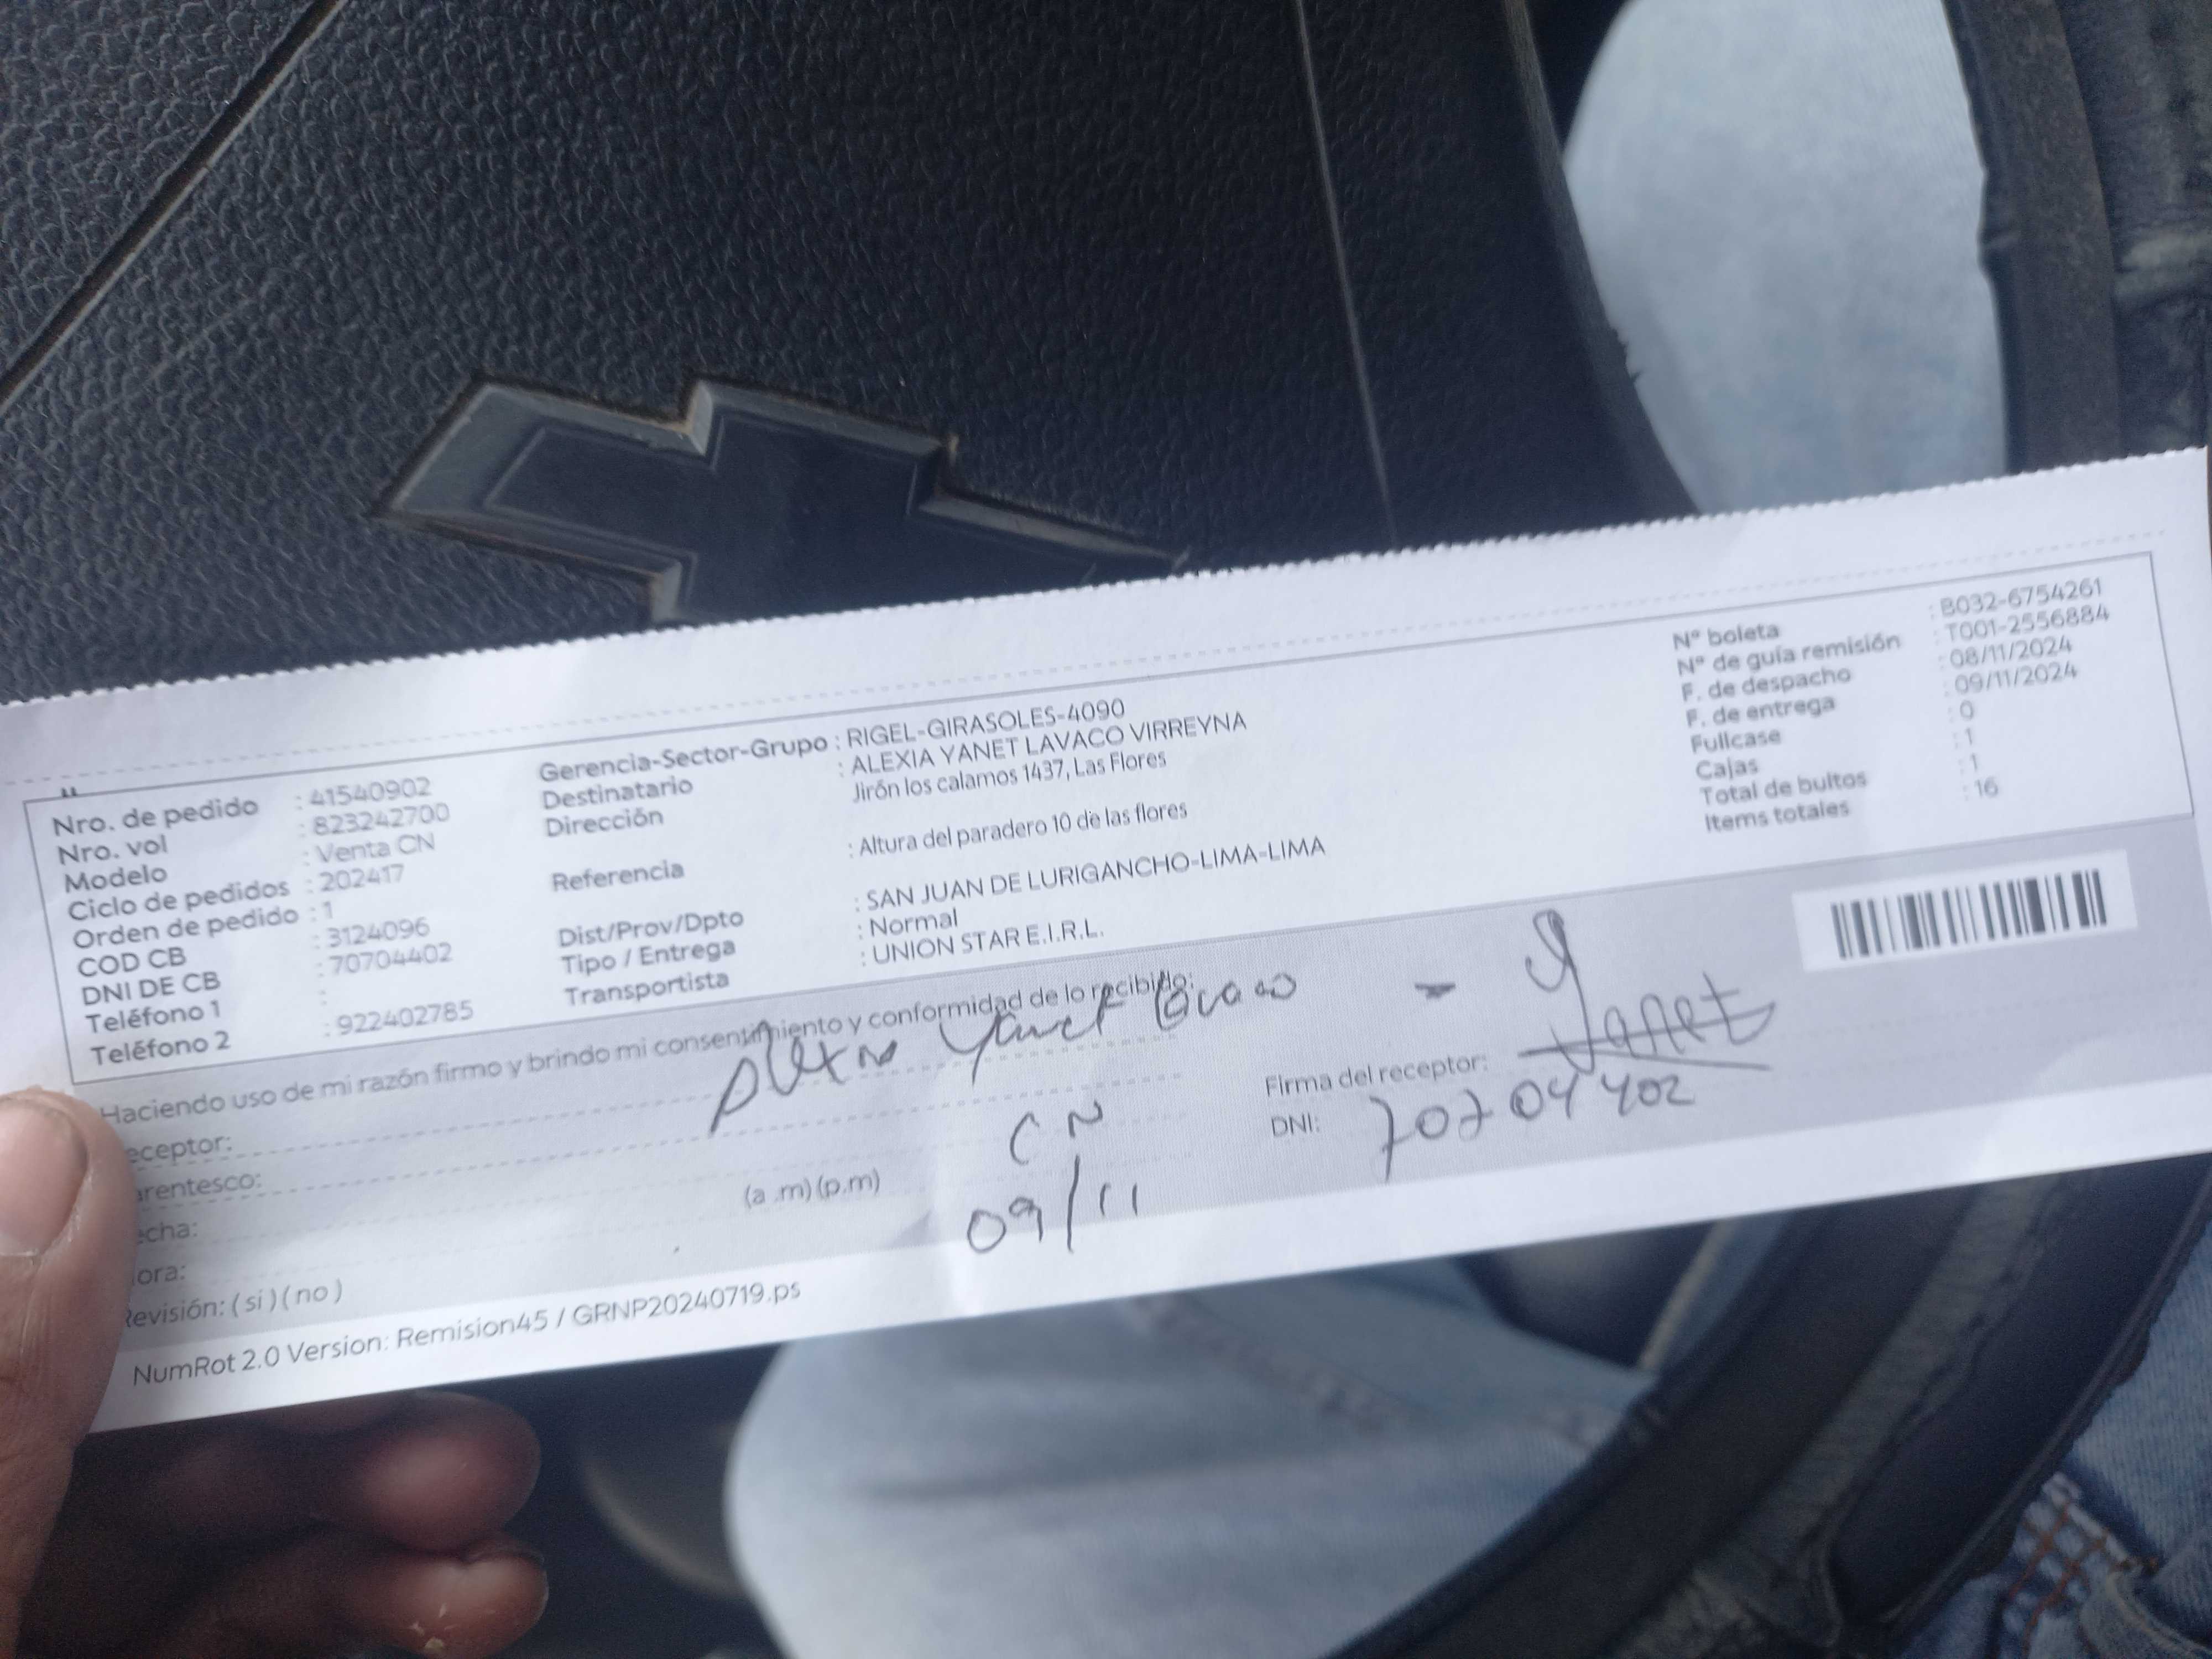 Nro. de pedido : 41540902
Nro. vol : 823242700
Modelo : Venta CN
Ciclo de pedidos : 202417
Orden de pedido : 1
COD CB : 3124096
DNI DE CB : 70704402
Teléfono 1 :
Teléfono 2 : 922402785
Gerencia-Sector-Grupo : RIGEL-GIRASOLES-4090
Destinatario : ALEXIA YANET LAVACO VIRREYNA
Dirección Jirón los calamos 1437, Las Flores
Referencia : Altura del paradero 10 de las flores
Dist/Prov/Dpto : SAN JUAN DE LURIGANCHO-LIMA-LIMA
Tipo / Entrega : Normal
Transportista : UNION STAR E.I.R.L.
N° boleta : B032-6754261
N° de guía remisión : T001-2556884
F. de despacho : 08/11/2024
F. de entrega : 09/11/2024
Fullcase : 0
Cajas : 1
Total de bultos : 1
Items totales : 16
Haciendo uso de mi razón firmo y brindo mi consentimiento y conformidad de lo recibido:
eceptor: Yanet
arentesco: CN
echa: 09/11
ora: (a .m) (p.m)
Revisión: ( si ) ( no )
Firma del receptor: Yanet
DNI: 70704402
NumRot 2.0 Version: Remision45 / GRNP20240719.ps